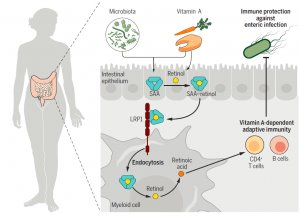 Microbiota
Vitamin A
Immune protection
against
enteric infection
Intestinal
epithelium
Retinol
SAA
SAA–retinol
LRP1
Vitamin A–dependent
adaptive immunity
Endocytosis
Retinoic
acid
CD4+
T cells
B cells
Retinol
Myeloid cell